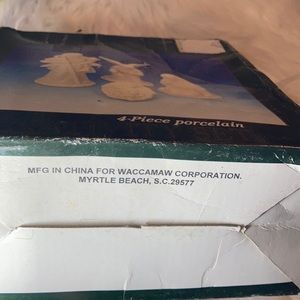 4-Piece porcelain
MFG IN CHINA FOR WACCAMAW CORPORATION.
MYRTLE BEACH, S.C.29577